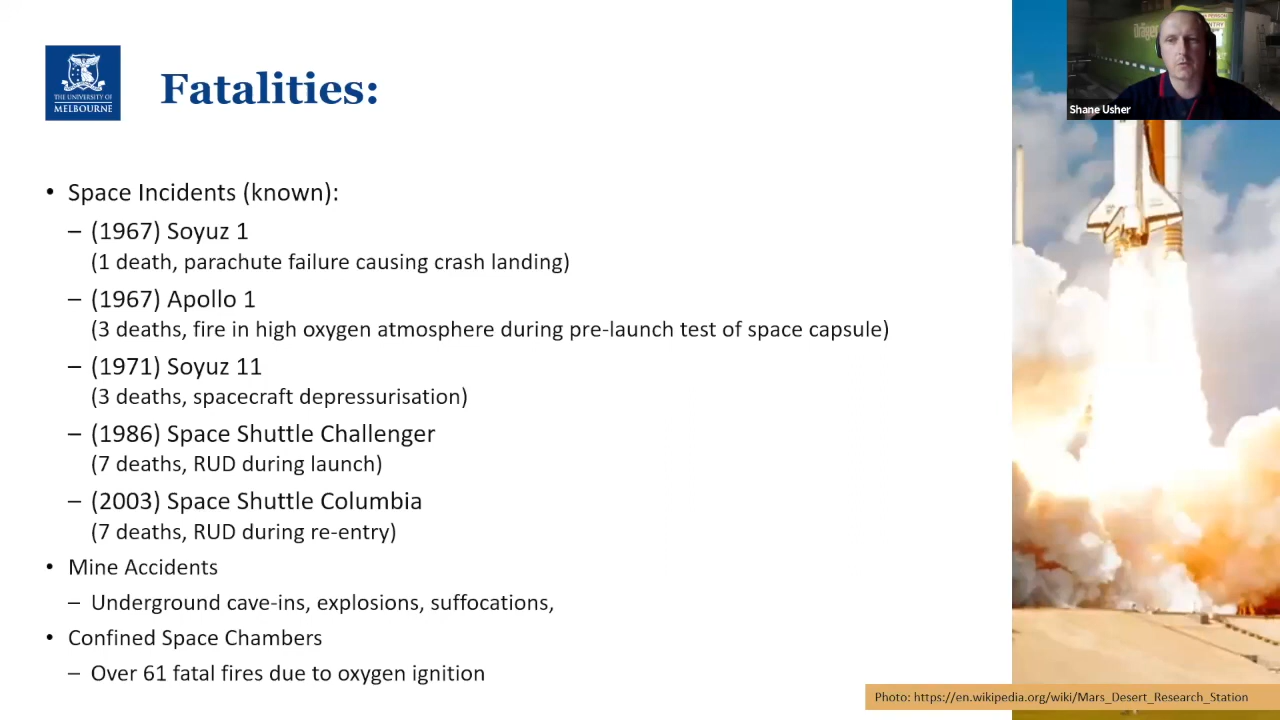 THE UNIVERSITY OF
MELBOURNE
Fatalities:
• Space Incidents (known):
– (1967) Soyuz 1
(1 death, parachute failure causing crash landing)
– (1967) Apollo 1
(3 deaths, fire in high oxygen atmosphere during pre-launch test of space capsule)
– (1971) Soyuz 11
(3 deaths, spacecraft depressurisation)
– (1986) Space Shuttle Challenger
(7 deaths, RUD during launch)
– (2003) Space Shuttle Columbia
(7 deaths, RUD during re-entry)
• Mine Accidents
– Underground cave-ins, explosions, suffocations,
• Confined Space Chambers
– Over 61 fatal fires due to oxygen ignition
Shane Usher
Photo: https://en.wikipedia.org/wiki/Mars_Desert_Research_Station